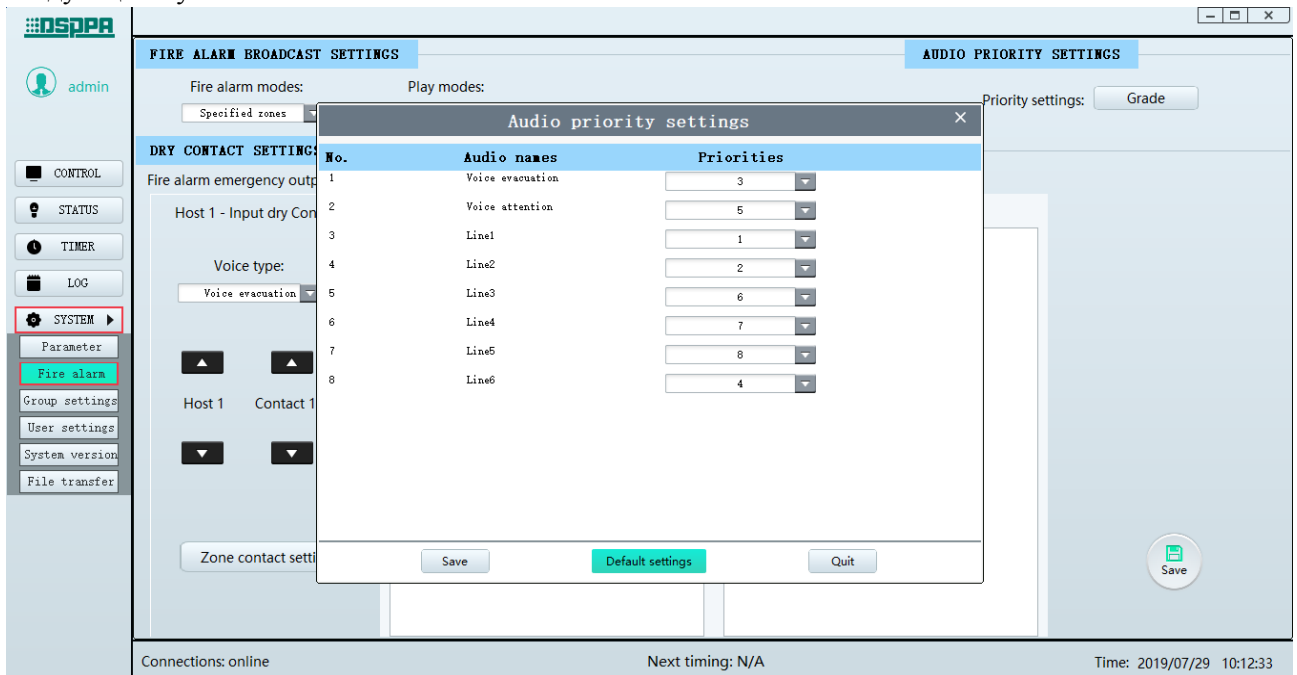 DSPPA
FIRE ALARM BROADCAST SETTINGS
AUDIO PRIORITY SETTINGS
admin
Fire alarm modes:
Play modes:
Priority settings:
Grade
Specified zones
Audio priority settings
DRY CONTACT SETTINGS
No. Audio names Priorities
Fire alarm emergency outp
1 Voice evacuation 3
Host 1 - Input dry Con
2 Voice attention 5
3 Line1 1
Voice type:
4 Line2 2
Voice evacuation
5 Line3 6
6 Line4 7
7 Line5 8
8 Line6 4
Host 1 Contact 1
Zone contact setti
Save Default settings Quit
Save
CONTROL
STATUS
TIMER
LOG
SYSTEM
Parameter
Fire alarm
Group settings
User settings
System version
File transfer
Connections: online
Next timing: N/A
Time: 2019/07/29 10:12:33